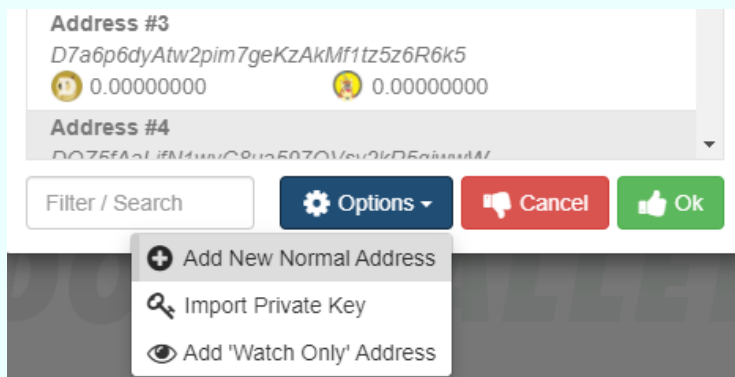 Address #3
D7a6p6dyAtw2pim7geKzAkMf1tz5z6R6k5
0.00000000 0.00000000
Address #4
Filter / Search Options Cancel Ok
Add New Normal Address
Import Private Key
Add 'Watch Only' Address